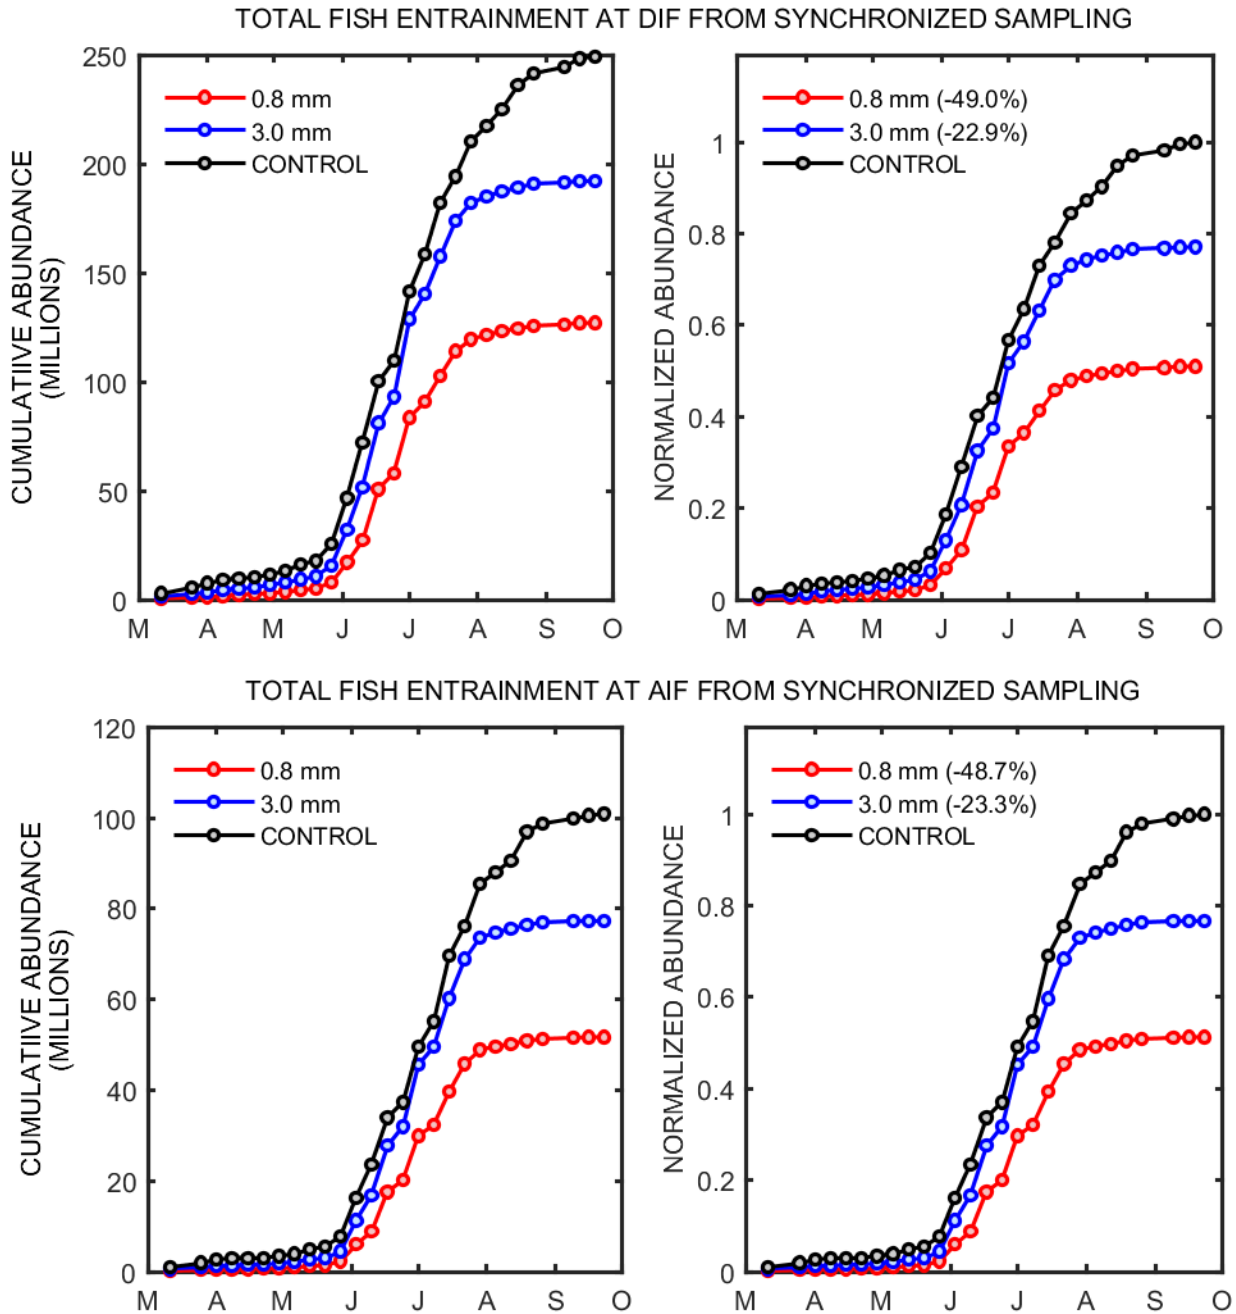 TOTAL FISH ENTRAINMENT AT DIF FROM SYNCHRONIZED SAMPLING
CUMULATIVE ABUNDANCE
(MILLIONS)
250
200
150
100
50
0
0.8 mm
3.0 mm
CONTROL
M A M J J A S O
NORMALIZED ABUNDANCE
1
0.8
0.6
0.4
0.2
0
0.8 mm (-49.0%)
3.0 mm (-22.9%)
CONTROL
M A M J J A S O
TOTAL FISH ENTRAINMENT AT AIF FROM SYNCHRONIZED SAMPLING
CUMULATIIVE ABUNDANCE
(MILLIONS)
120
100
80
60
40
20
0
0.8 mm
3.0 mm
CONTROL
M A M J J A S O
NORMALIZED ABUNDANCE
1
0.8
0.6
0.4
0.2
0
0.8 mm (-48.7%)
3.0 mm (-23.3%)
CONTROL
M A M J J A S O